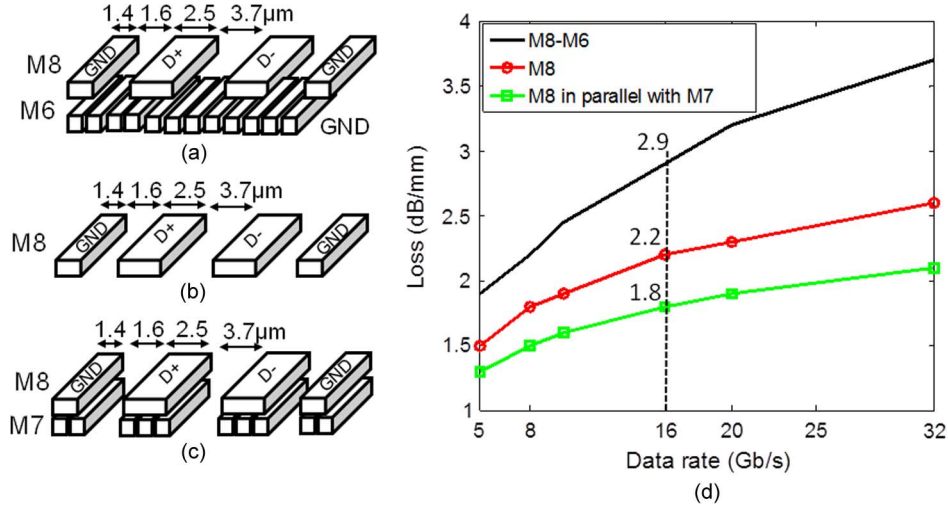 1.4 1.6 2.5 3.7µm
M8
GND D+ D- GND
M6
GND
(a)
1.4 1.6 2.5 3.7µm
M8
GND D+ D- GND
(b)
1.4 1.6 2.5 3.7µm
M8
GND D+ D- GND
M7
(c)
4
3.5
3
2.5
2
1.5
1
Loss (dB/mm)
M8-M6
M8
M8 in parallel with M7
2.9
2.2
1.8
5 8 16 20 25 32
Data rate (Gb/s)
(d)